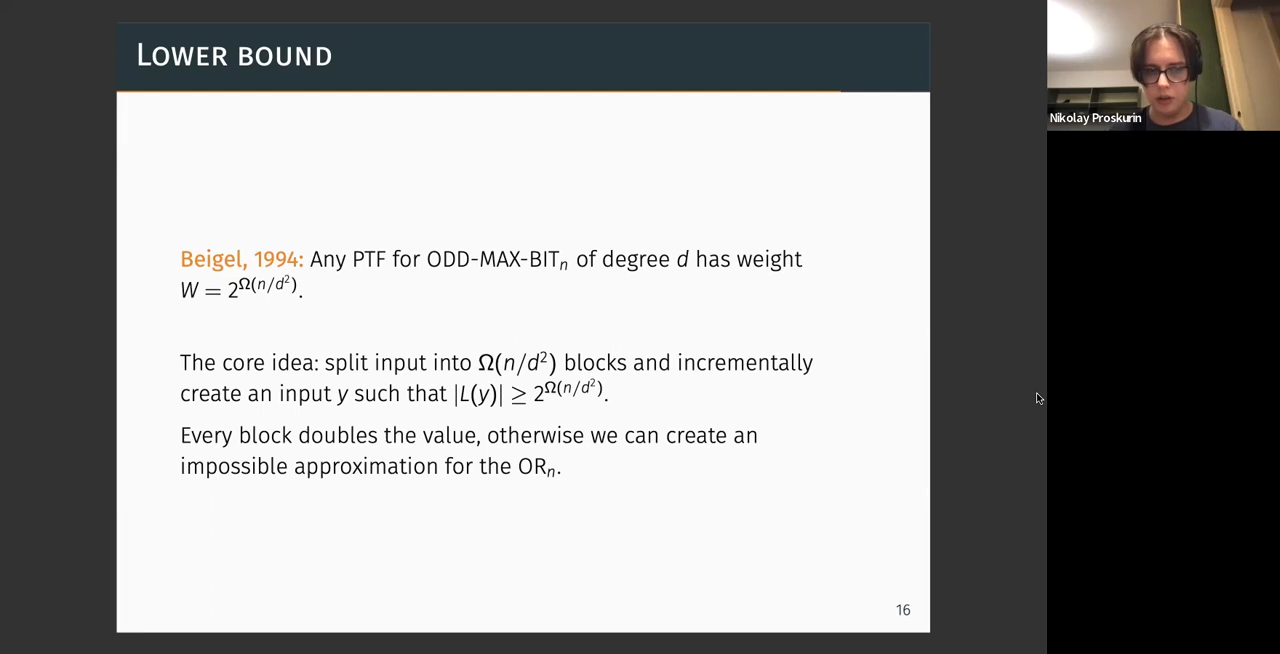 LOWER BOUND
Beigel, 1994: Any PTF for ODD-MAX-BITₙ of degree d has weight
W = 2^Ω(n/d²).
The core idea: split input into Ω(n/d²) blocks and incrementally
create an input y such that |L(y)| ≥ 2^Ω(n/d²).
Every block doubles the value, otherwise we can create an
impossible approximation for the ORₙ.
16
Nikolay Proskurin